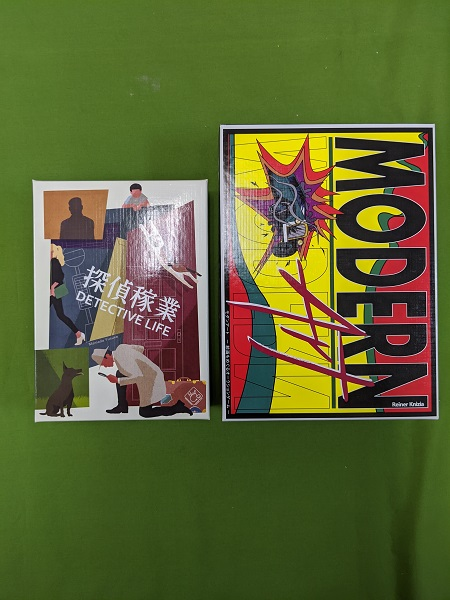 探偵稼業
DETECTIVE LIFE
MODERN
Art
Reiner Knizia